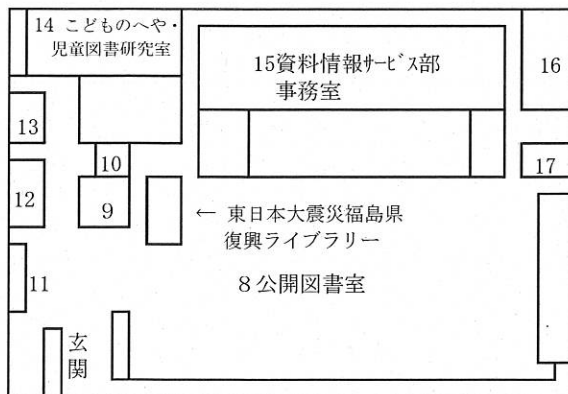 14 こどものへや・
児童図書研究室
15資料情報ｻｰﾋﾞｽ部
事務室
16
13
10
17
12
9
← 東日本大震災福島県
復興ライブラリー
11
8公開図書室
玄
関